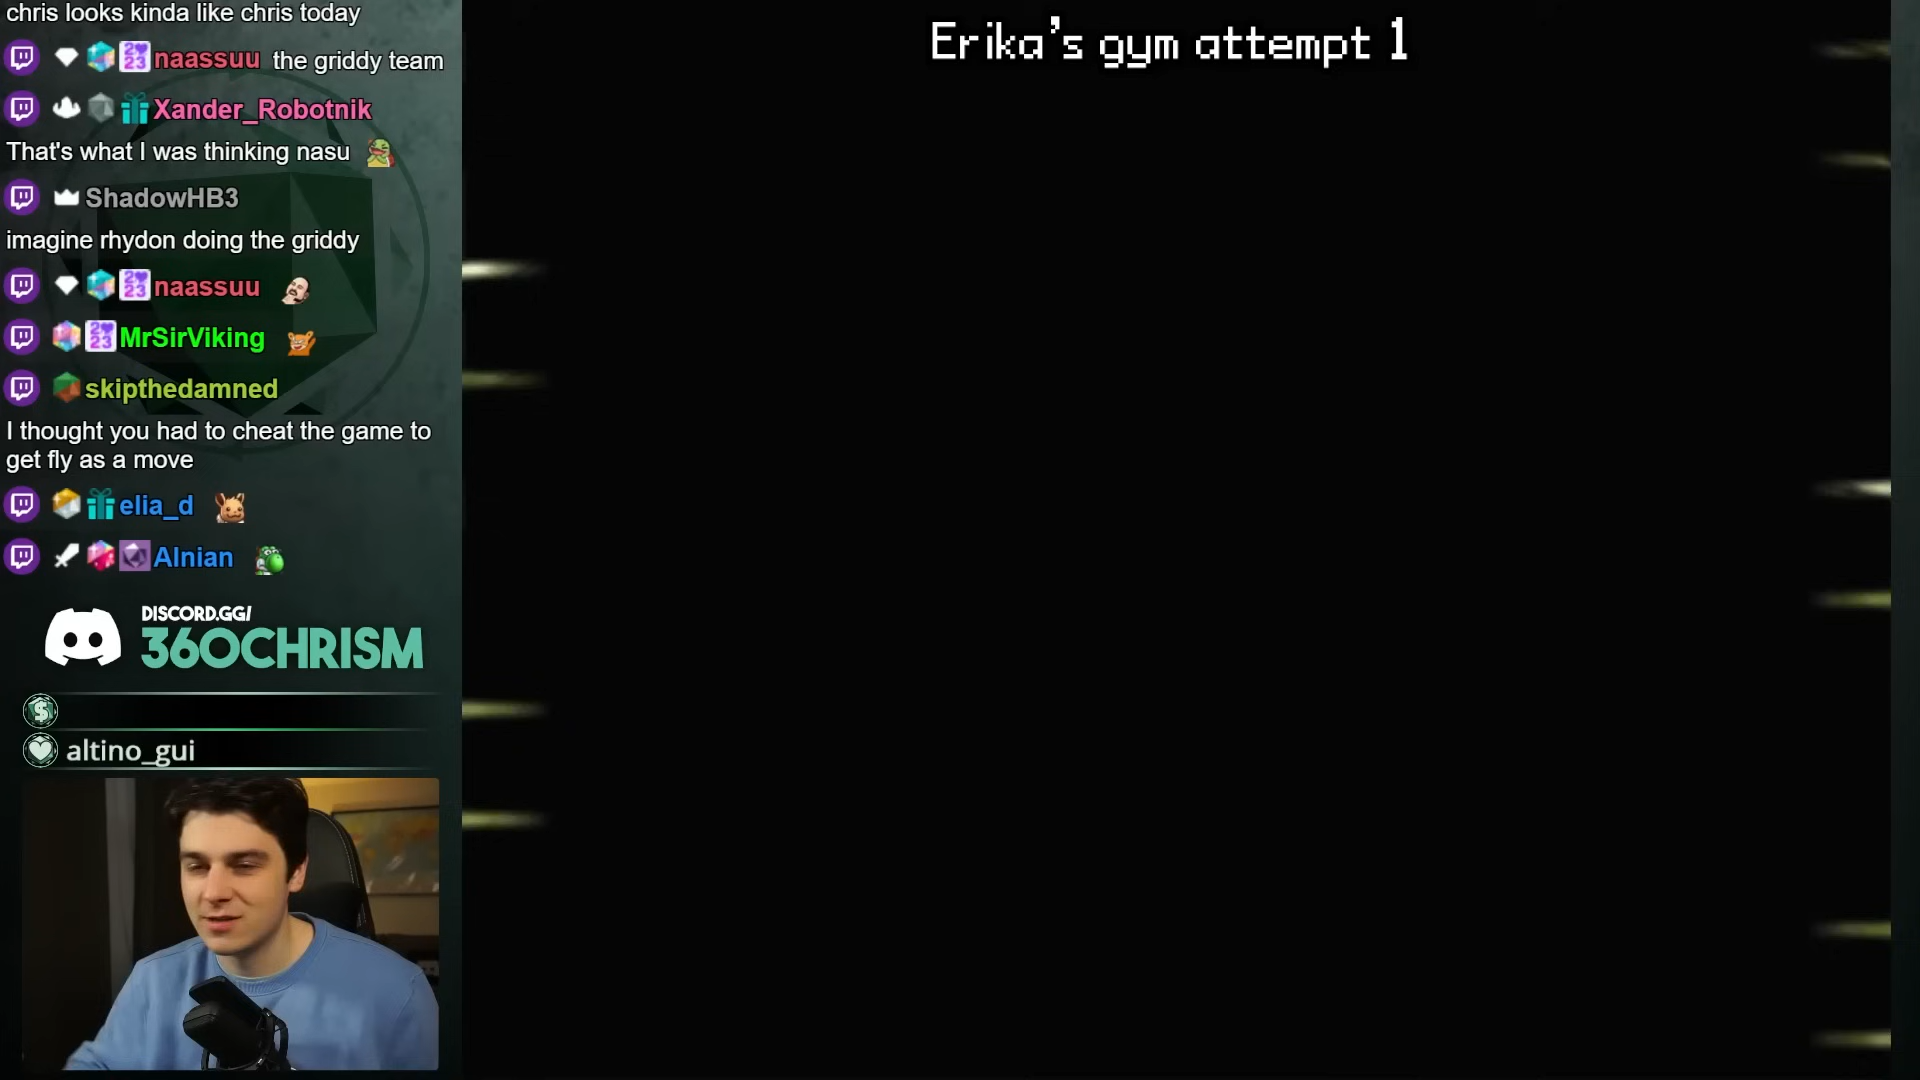 chris looks kinda like chris today
naassuu the griddy team
Xander_Robotnik
That's what I was thinking nasu
ShadowHB3
imagine rhydon doing the griddy
naassuu
MrSirViking
skipthedamned
I thought you had to cheat the game to
get fly as a move
elia_d
Alnian
DISCORD.GG/
360CHRISM
altino_gui
Erika's gym attempt 1